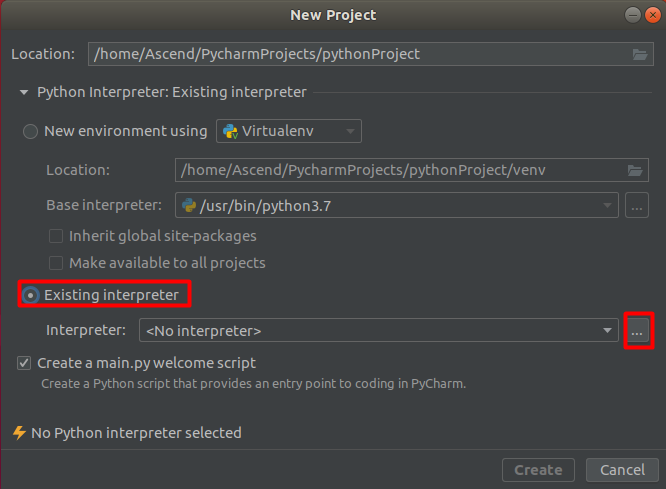 New Project
Location: /home/Ascend/PycharmProjects/pythonProject
Python Interpreter: Existing interpreter
New environment using Virtualenv
Location: /home/Ascend/PycharmProjects/pythonProject/venv
Base interpreter: /usr/bin/python3.7 ...
Inherit global site-packages
Make available to all projects
Existing interpreter
Interpreter: <No interpreter> ...
Create a main.py welcome script
Create a Python script that provides an entry point to coding in PyCharm.
No Python interpreter selected
Create Cancel